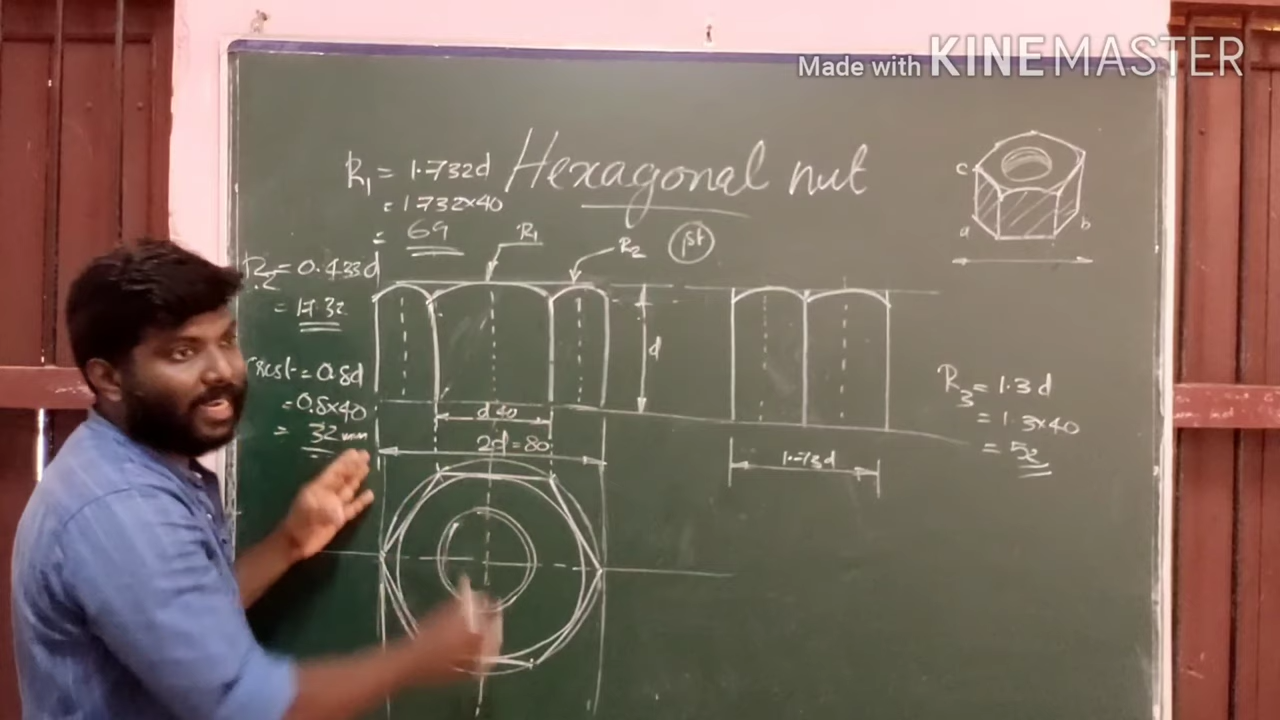 Made with KINEMASTER
Hexagonal nut
R1 = 1.732d
= 1.732×40
= 69
R2 = 0.433d
= 17.32
= 0.8d
= 0.8×40
= 32 mm
R1
R2
1st
d
d 40
2d = 80
1.73d
R3 = 1.3d
= 1.3×40
= 52
c
a
b